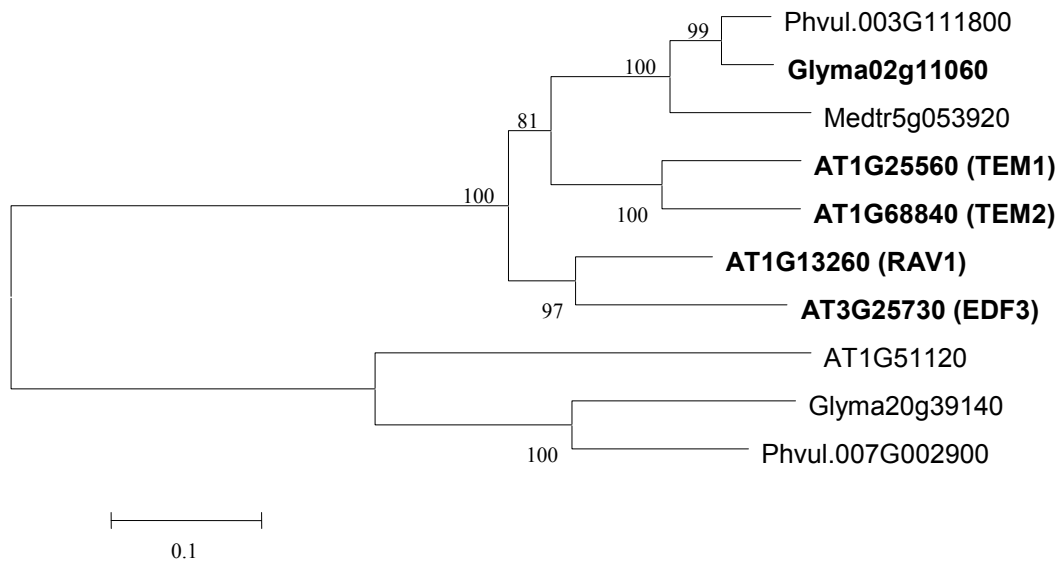 Phvul.003G111800
99
Glyma02g11060
100
Medtr5g053920
81
AT1G25560 (TEM1)
100
AT1G68840 (TEM2)
100
AT1G13260 (RAV1)
97
AT3G25730 (EDF3)
AT1G51120
Glyma20g39140
100
Phvul.007G002900
0.1